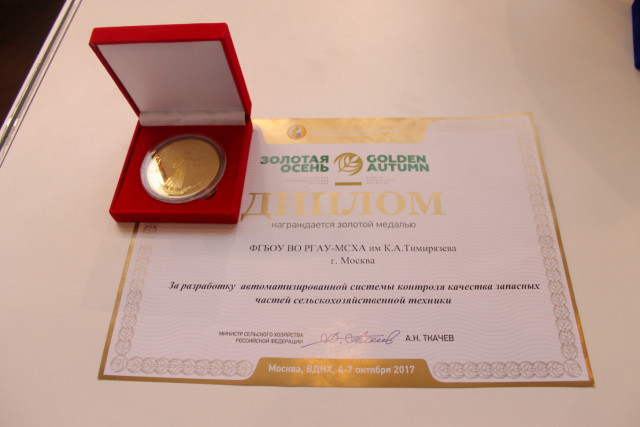 ЗОЛОТАЯ ОСЕНЬ
GOLDEN AUTUMN
ДИПЛОМ
награждается золотой медалью
ФГБОУ ВО РГАУ-МСХА им К.А.Тимирязева
г. Москва
За разработку автоматизированной системы контроля качества запасных
частей сельскохозяйственной техники
МИНИСТР СЕЛЬСКОГО ХОЗЯЙСТВА
РОССИЙСКОЙ ФЕДЕРАЦИИ
А.Н. ТКАЧЕВ
Москва, ВДНХ, 4-7 октября 2017